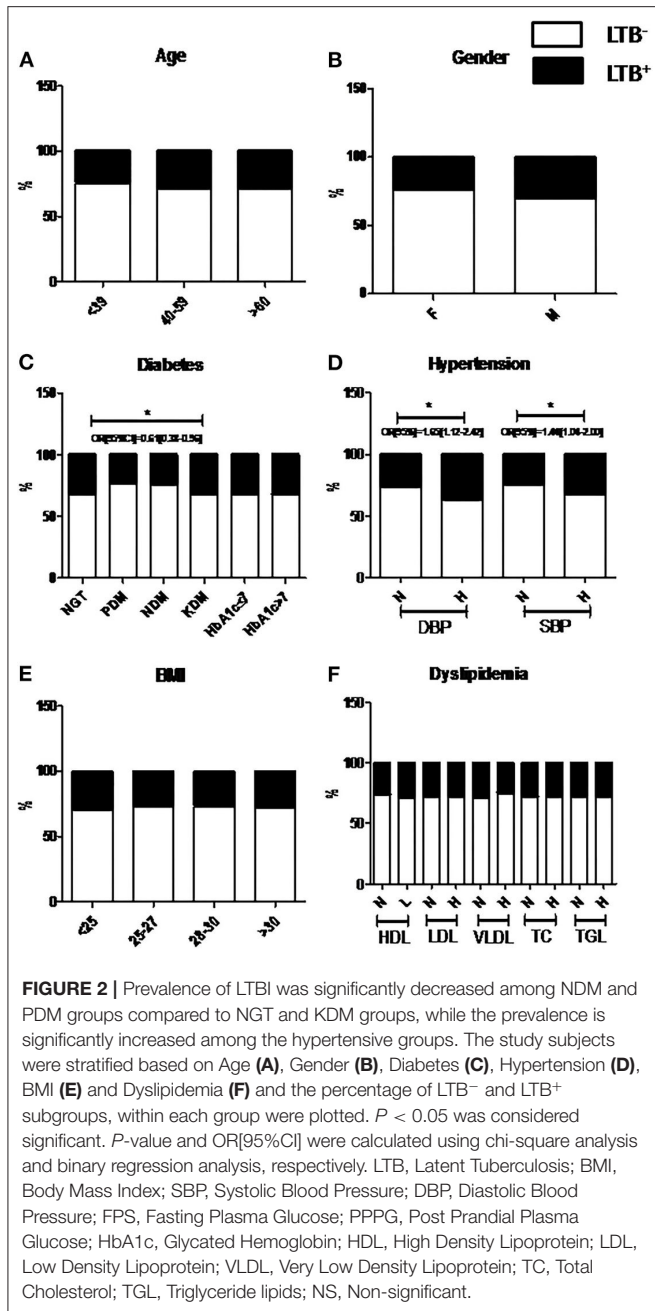 LTB-
LTB+
A
Age
150
100
50
0
%
<39
40-59
>60
B
Gender
150
100
50
0
%
F
M
C
Diabetes
150
100
50
0
%
*
NGT
PDM
NDM
KDM
HbA1c≤7
HbA1c>7
D
Hypertension
150
100
50
0
%
*
*
N
H
N
H
DBP
SBP
E
BMI
150
100
50
0
%
<25
25-27
28-30
>30
F
Dyslipidemia
150
100
50
0
%
N
L
N
H
N
H
N
H
N
H
HDL
LDL
VLDL
TC
TGL
FIGURE 2 | Prevalence of LTBI was significantly decreased among NDM and
PDM groups compared to NGT and KDM groups, while the prevalence is
significantly increased among the hypertensive groups. The study subjects
were stratified based on Age (A), Gender (B), Diabetes (C), Hypertension (D),
BMI (E) and Dyslipidemia (F) and the percentage of LTB− and LTB+
subgroups, within each group were plotted. P < 0.05 was considered
significant. P-value and OR[95%CI] were calculated using chi-square analysis
and binary regression analysis, respectively. LTB, Latent Tuberculosis; BMI,
Body Mass Index; SBP, Systolic Blood Pressure; DBP, Diastolic Blood
Pressure; FPS, Fasting Plasma Glucose; PPPG, Post Prandial Plasma
Glucose; HbA1c, Glycated Hemoglobin; HDL, High Density Lipoprotein; LDL,
Low Density Lipoprotein; VLDL, Very Low Density Lipoprotein; TC, Total
Cholesterol; TGL, Triglyceride lipids; NS, Non-significant.